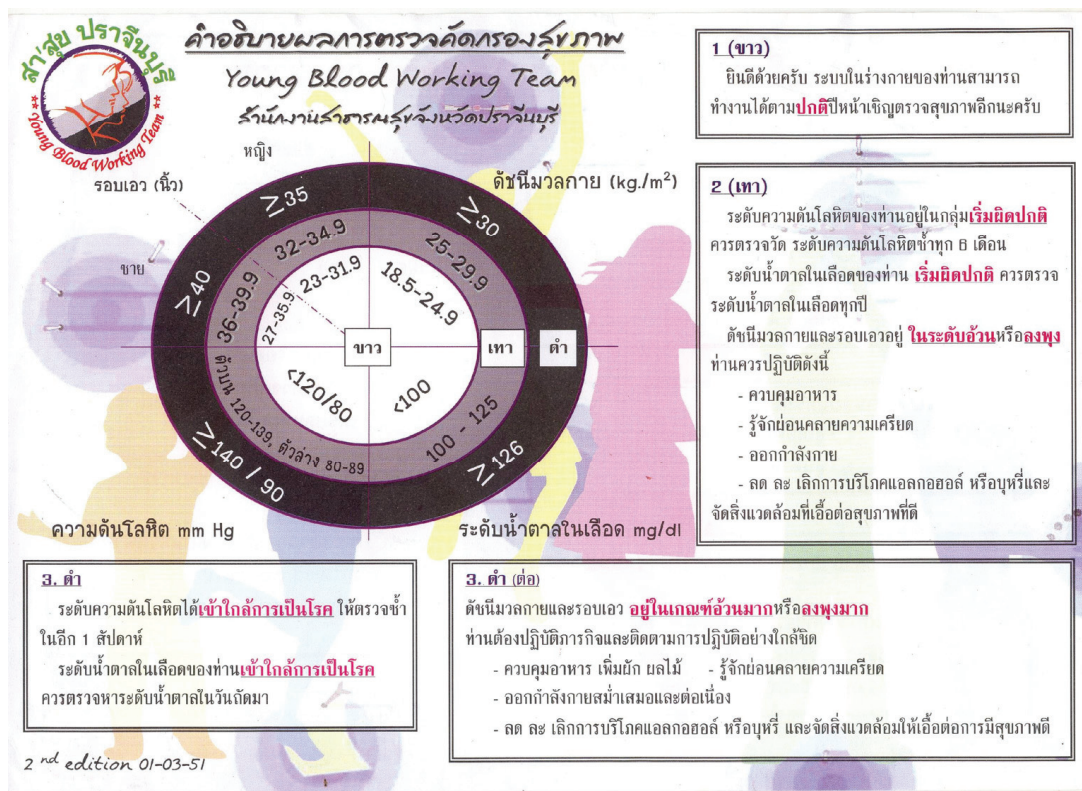 สา'สุข ปราจีนบุรี
Young Blood Working Team
คำอธิบายผลการตรวจคัดกรองสุขภาพ
Young Blood Working Team
สำนักงานสาธารณสุขจังหวัดปราจีนบุรี
หญิง
รอบเอว (นิ้ว)
ชาย
ดัชนีมวลกาย (kg./m²)
≥35
≥30
32-34.9
25-29.9
23-31.9
18.5-24.9
≥40
36-39.9
27-35.9
ขาว
เทา
ดำ
<120/80
<100
ตัวบน 120-139, ตัวล่าง 80-89
100 - 125
≥140 / 90
≥126
ความดันโลหิต mm Hg
ระดับน้ำตาลในเลือด mg/dl
1 (ขาว)
ยินดีด้วยครับ ระบบในร่างกายของท่านสามารถ
ทำงานได้ตามปกติปีหน้าเชิญตรวจสุขภาพอีกนะครับ
2 (เทา)
ระดับความดันโลหิตของท่านอยู่ในกลุ่มเริ่มผิดปกติ
ควรตรวจวัด ระดับความดันโลหิตซ้ำทุก 6 เดือน
ระดับน้ำตาลในเลือดของท่าน เริ่มผิดปกติ ควรตรวจ
ระดับน้ำตาลในเลือดทุกปี
ดัชนีมวลกายและรอบเอวอยู่ ในระดับอ้วนหรือลงพุง
ท่านควรปฏิบัติดังนี้
- ควบคุมอาหาร
- รู้จักผ่อนคลายความเครียด
- ออกกำลังกาย
- ลด ละ เลิกการบริโภคแอลกอฮอล์ หรือบุหรี่และ
จัดสิ่งแวดล้อมที่เอื้อต่อสุขภาพที่ดี
3. ดำ
ระดับความดันโลหิตได้เข้าใกล้การเป็นโรค ให้ตรวจซ้ำ
ในอีก 1 สัปดาห์
ระดับน้ำตาลในเลือดของท่านเข้าใกล้การเป็นโรค
ควรตรวจหาระดับน้ำตาลในวันถัดมา
3. ดำ (ต่อ)
ดัชนีมวลกายและรอบเอว อยู่ในเกณฑ์อ้วนมากหรือลงพุงมาก
ท่านต้องปฏิบัติภารกิจและติดตามการปฏิบัติอย่างใกล้ชิด
- ควบคุมอาหาร เพิ่มผัก ผลไม้ - รู้จักผ่อนคลายความเครียด
- ออกกำลังกายสม่ำเสมอและต่อเนื่อง
- ลด ละ เลิกการบริโภคแอลกอฮอล์ หรือบุหรี่ และจัดสิ่งแวดล้อมให้เอื้อต่อการมีสุขภาพดี
2 nd edition 01-03-51